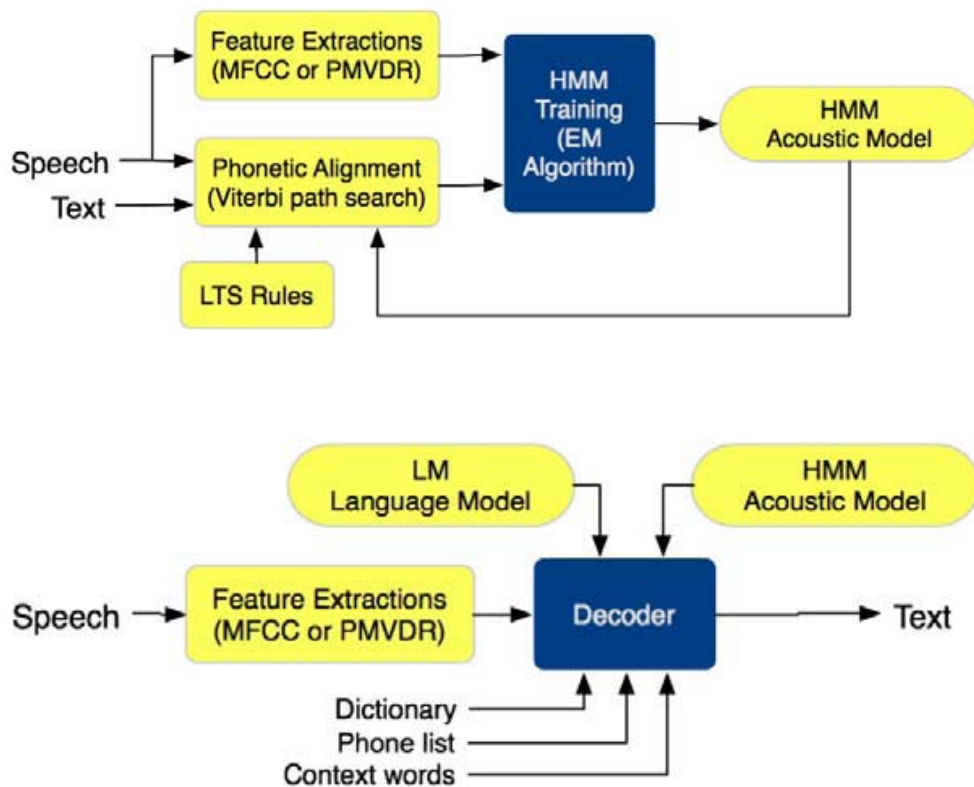 Feature Extractions
(MFCC or PMVDR)
HMM
Training
(EM
Algorithm)
HMM
Acoustic Model
Speech
Text
Phonetic Alignment
(Viterbi path search)
LTS Rules
LM
Language Model
HMM
Acoustic Model
Speech
Feature Extractions
(MFCC or PMVDR)
Decoder
Text
Dictionary
Phone list
Context words